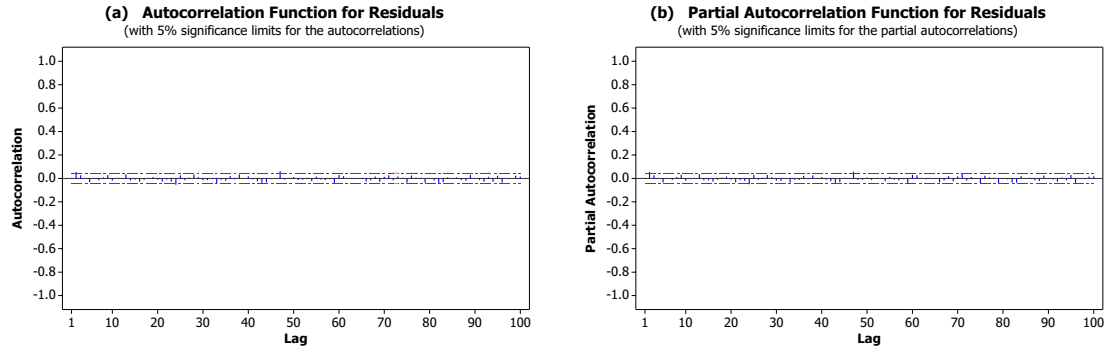 (a) Autocorrelation Function for Residuals
(with 5% significance limits for the autocorrelations)
Autocorrelation
1.0
0.8
0.6
0.4
0.2
0.0
-0.2
-0.4
-0.6
-0.8
-1.0
1 10 20 30 40 50 60 70 80 90 100
Lag
(b) Partial Autocorrelation Function for Residuals
(with 5% significance limits for the partial autocorrelations)
Partial Autocorrelation
1.0
0.8
0.6
0.4
0.2
0.0
-0.2
-0.4
-0.6
-0.8
-1.0
1 10 20 30 40 50 60 70 80 90 100
Lag